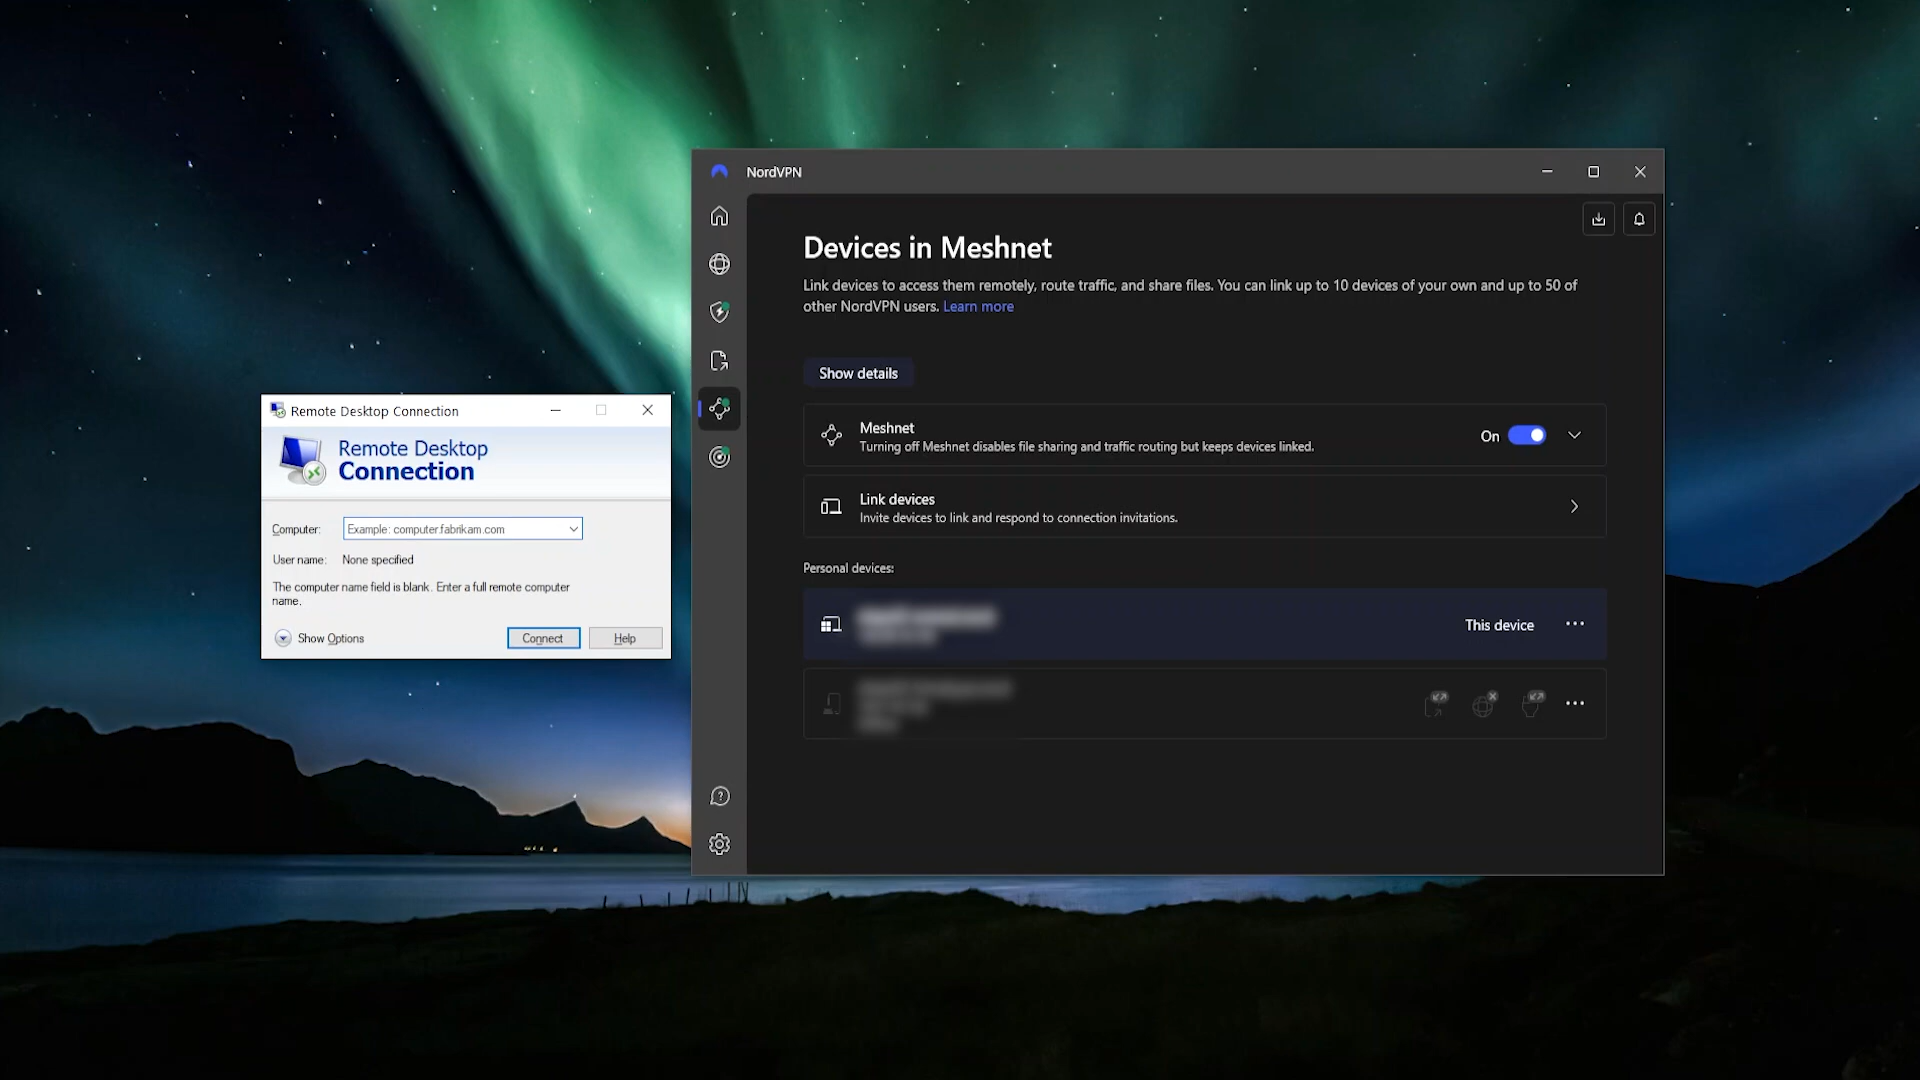 NordVPN
Devices in Meshnet
Link devices to access them remotely, route traffic, and share files. You can link up to 10 devices of your own and up to 50 of
other NordVPN users. Learn more
Show details
Meshnet
Turning off Meshnet disables file sharing and traffic routing but keeps devices linked.
On
Link devices
Invite devices to link and respond to connection invitations.
Personal devices:
This device
Remote Desktop Connection
Remote Desktop
Connection
Computer:
Example: computer.fabrikam.com
User name:
None specified
The computer name field is blank. Enter a full remote computer
name.
Show Options
Connect
Help